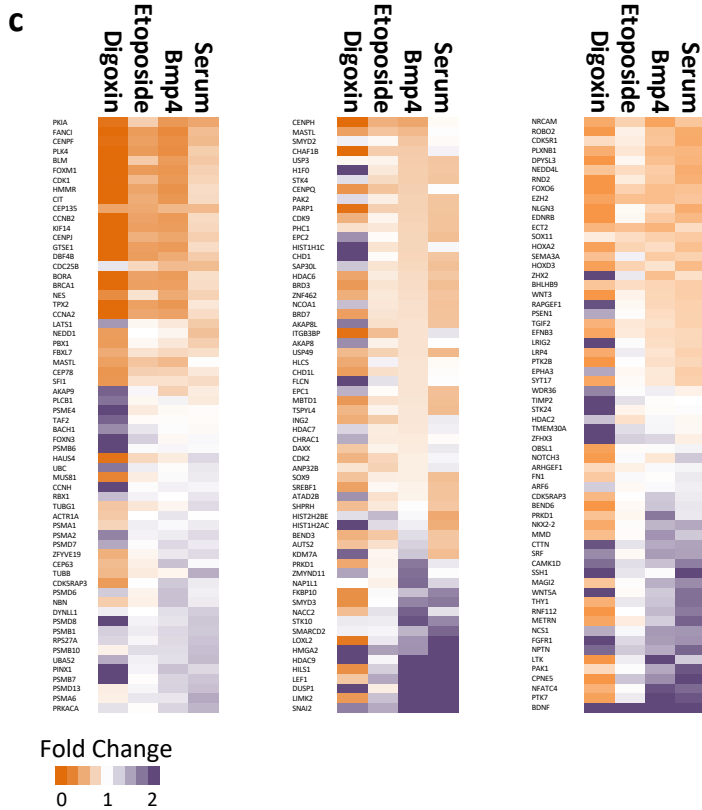 c
Digoxin Etoposide Bmp4 Serum
PKIA
FANCI
CENPF
PLK4
BLM
FOXM1
CDK1
HMMR
CIT
CEP135
CCNB2
KIF14
CENPJ
GTSE1
DBF4B
CDC25B
BORA
BRCA1
NES
TPX2
CCNA2
LATS1
NEDD1
PBX1
FBXL7
MASTL
CEP78
SFI1
AKAP9
PLCB1
PSME4
TAF2
BACH1
FOXN3
PSMB6
HAUS4
UBC
MUS81
CCNH
RBX1
TUBG1
ACTR1A
PSMA1
PSMA2
PSMD7
ZFYVE19
CEP63
TUBB
CDK5RAP3
PSMD6
NBN
DYNLL1
PSMD8
PSMB1
RPS27A
PSMB10
UBA52
PINX1
PSMB7
PSMD13
PSMA6
PRKACA
Digoxin Etoposide Bmp4 Serum
CENPH
MASTL
SMYD2
CHAF1B
USP3
H1F0
STK4
CENPQ
PAK2
PARP1
CDK9
PHC1
EPC2
HIST1H1C
CHD1
SAP30L
HDAC6
BRD3
ZNF462
NCOA1
BRD7
AKAP8L
ITGB3BP
AKAP8
USP49
HLCS
CHD1L
FLCN
EPC1
MBTD1
TSPYL4
ING2
HDAC7
CHRAC1
DAXX
CDK2
ANP32B
SOX9
SREBF1
ATAD2B
SHPRH
HIST2H2BE
HIST1H2AC
BEND3
AUTS2
KDM7A
PRKD1
ZMYND11
NAP1L1
FKBP10
SMYD3
NACC2
STK10
SMARCD2
LOXL2
HMGA2
HDAC9
HILS1
LEF1
DUSP1
LIMK2
SNAI2
Digoxin Etoposide Bmp4 Serum
NRCAM
ROBO2
CDK5R1
PLXNB1
DPYSL3
NEDD4L
RND2
FOXO6
EZH2
NLGN3
EDNRB
ECT2
SOX11
HOXA2
SEMA3A
HOXD3
ZHX2
BHLHB9
WNT3
RAPGEF1
PSEN1
TGIF2
EFNB3
LRIG2
LRP4
PTK2B
EPHA3
SYT17
WDR36
TIMP2
STK24
HDAC2
TMEM30A
ZFHX3
OBSL1
NOTCH3
ARHGEF1
FN1
ARF6
CDK5RAP3
BEND6
PRKD1
NKX2-2
MMD
CTTN
SRF
CAMK1D
SSH1
MAGI2
WNT5A
THY1
RNF112
METRN
NCS1
FGFR1
NPTN
LTK
PAK1
CPNE5
NFATC4
PTK7
BDNF
Fold Change
0 1 2